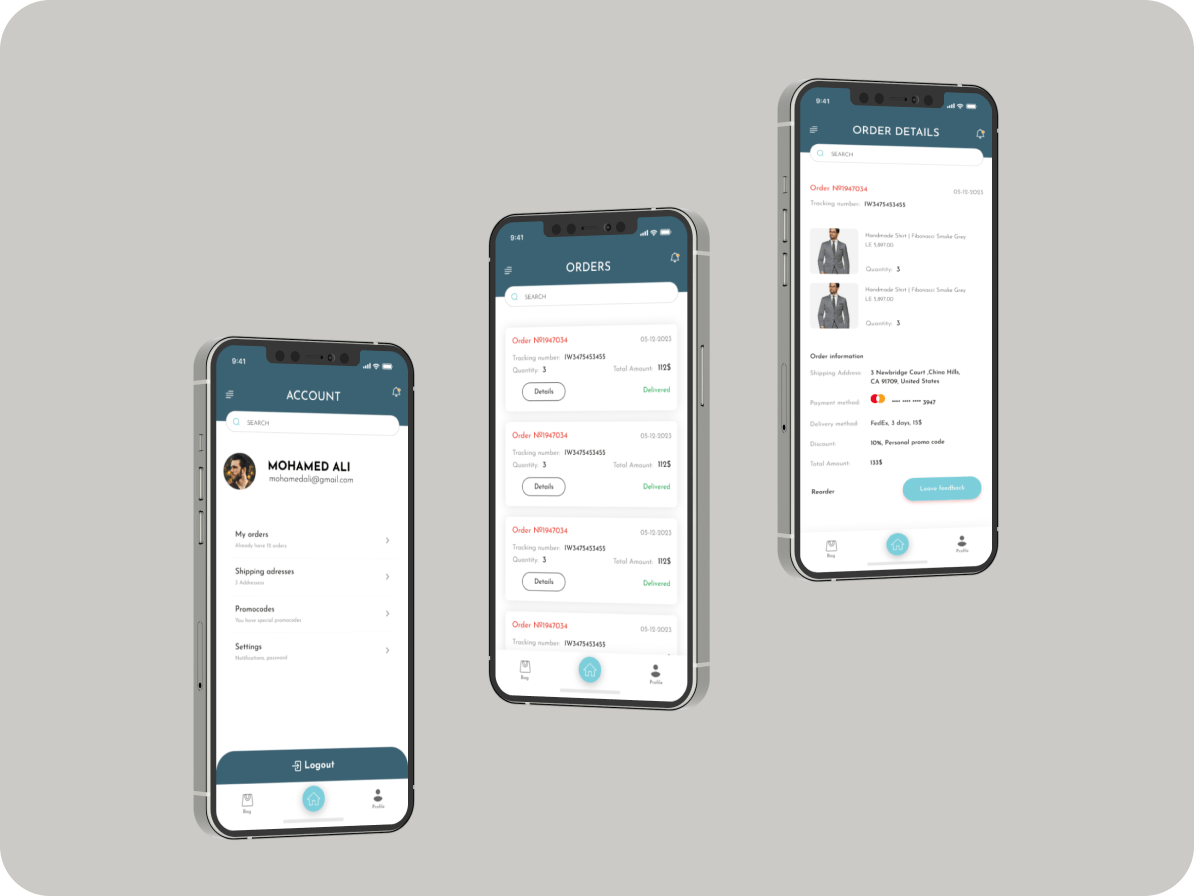 9:41
ACCOUNT
SEARCH
MOHAMED ALI
mohamedali@gmail.com
My orders
Already have 12 orders
Shipping adresses
3 Addresses
Promocodes
You have special promocodes
Settings
Notifications, password
Logout
Bag
Profile
9:41
ORDERS
SEARCH
Order №1947034 05-12-2023
Tracking number: IW3475453455
Quantity: 3 Total Amount: 112$
Details Delivered
Order №1947034 05-12-2023
Tracking number: IW3475453455
Quantity: 3 Total Amount: 112$
Details Delivered
Order №1947034 05-12-2023
Tracking number: IW3475453455
Quantity: 3 Total Amount: 112$
Details Delivered
Order №1947034 05-12-2023
Tracking number: IW3475453455
Bag
Profile
9:41
ORDER DETAILS
SEARCH
Order №1947034 05-12-2023
Tracking number: IW3475453455
Handmade Shirt | Fibonacci Smoke Grey
LE 5,897.00
Quantity: 3
Handmade Shirt | Fibonacci Smoke Grey
LE 5,897.00
Quantity: 3
Order information
Shipping Address: 3 Newbridge Court ,Chino Hills,
CA 91709, United States
Payment method: •••• •••• •••• 3947
Delivery method: FedEx, 3 days, 15$
Discount: 10%, Personal promo code
Total Amount: 133$
Reorder Leave feedback
Bag
Profile